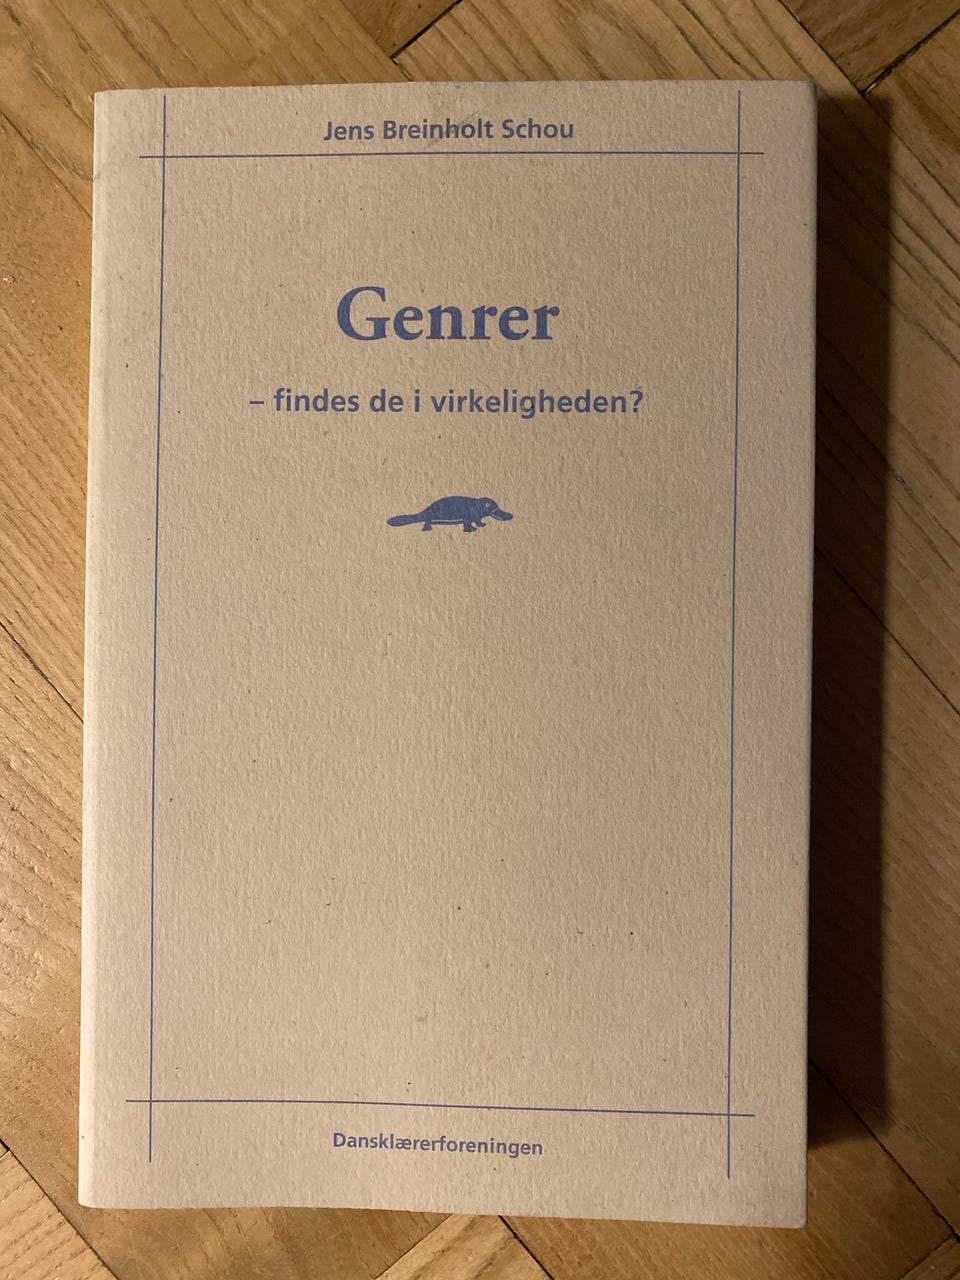 Jens Breinholt Schou
Genrer
– findes de i virkeligheden?
Dansklærerforeningen